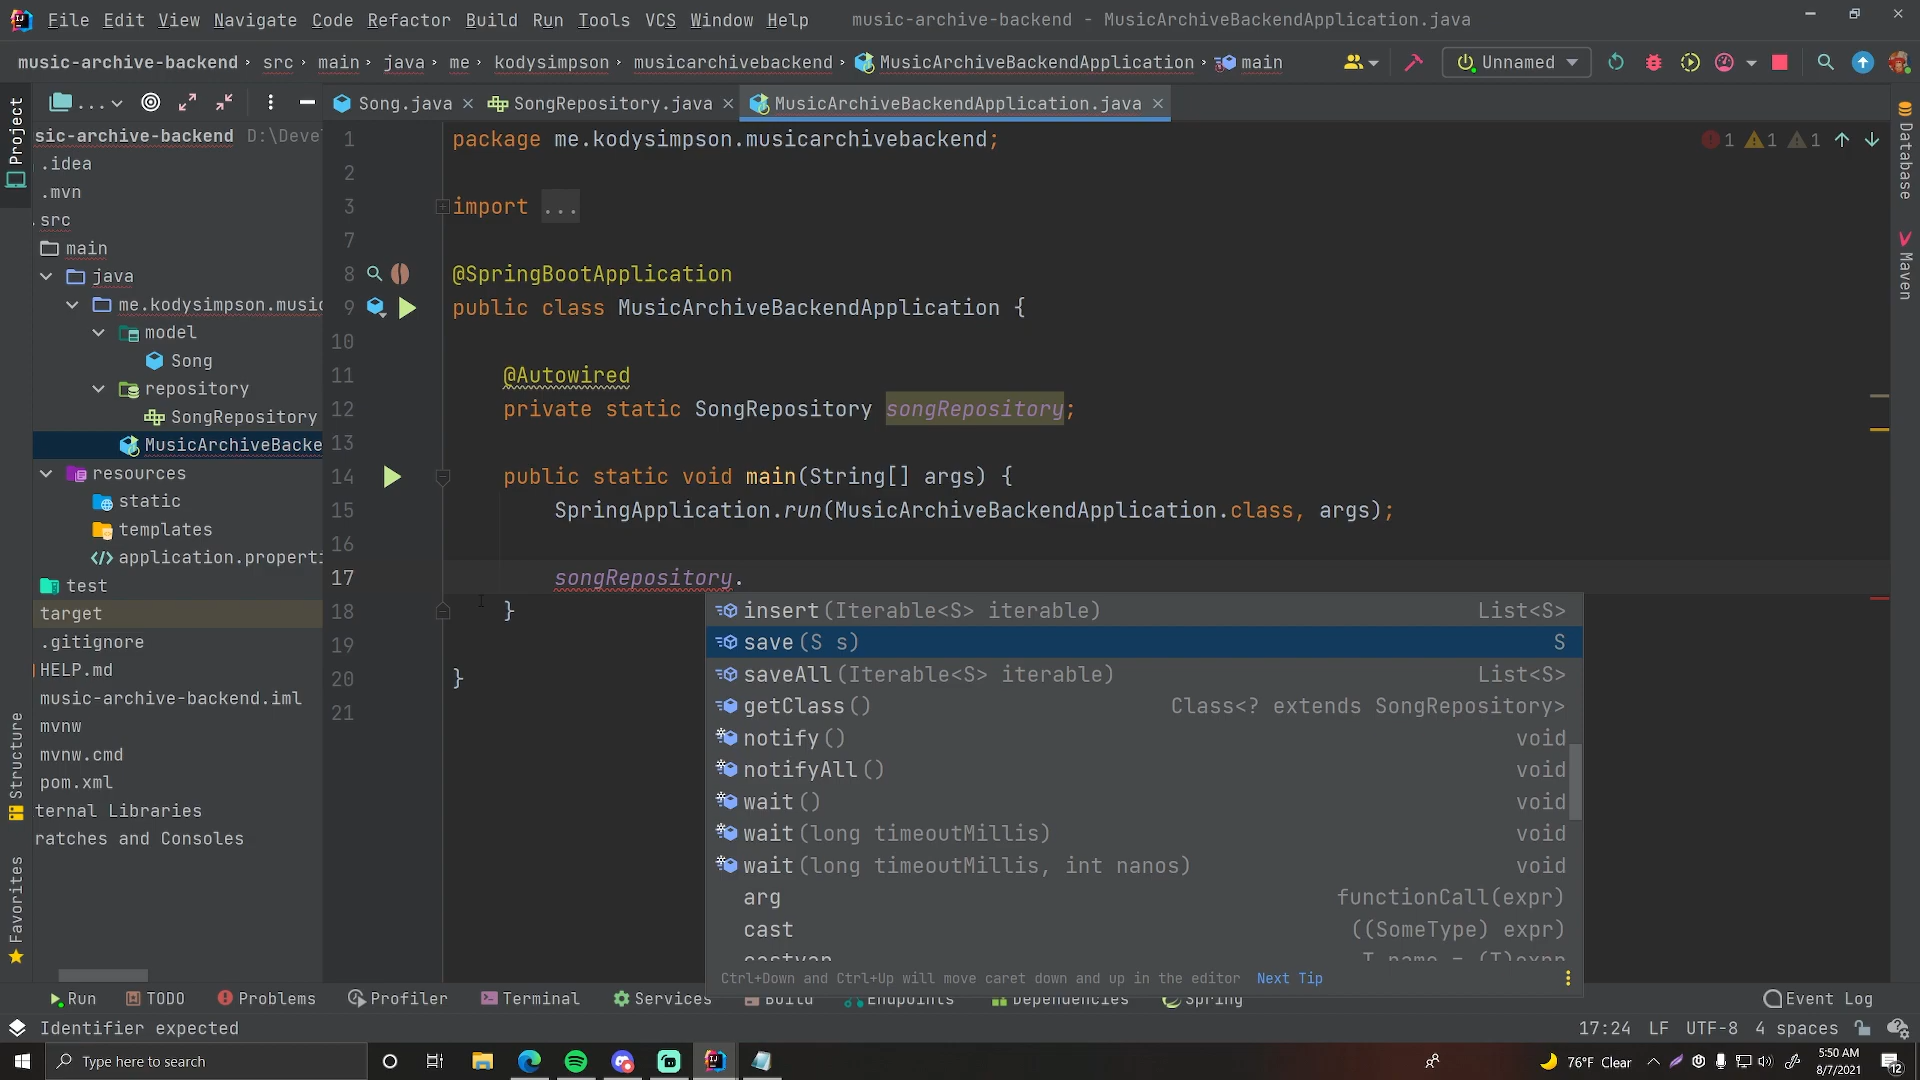 File Edit View Navigate Code Refactor Build Run Tools VCS Window Help music-archive-backend - MusicArchiveBackendApplication.java
music-archive-backend src main java me kodysimpson musicarchivebackend MusicArchiveBackendApplication main Unnamed
... Song.java SongRepository.java MusicArchiveBackendApplication.java
Project
sic-archive-backend D:\Deve
.idea
.mvn
src
main
java
me.kodysimpson.music
model
Song
repository
SongRepository
MusicArchiveBacke
resources
static
templates
application.properti
test
target
.gitignore
HELP.md
music-archive-backend.iml
mvnw
mvnw.cmd
pom.xml
ternal Libraries
ratches and Consoles
Structure
Favorites
1 package me.kodysimpson.musicarchivebackend;
2
3 import ...
7
8 @SpringBootApplication
9 public class MusicArchiveBackendApplication {
10
11 @Autowired
12 private static SongRepository songRepository;
13
14 public static void main(String[] args) {
15 SpringApplication.run(MusicArchiveBackendApplication.class, args);
16
17 songRepository.
18 }
19
20 }
21
1 1 1
Database
Maven
insert(Iterable<S> iterable) List<S>
save(S s) S
saveAll(Iterable<S> iterable) List<S>
getClass() Class<? extends SongRepository>
notify() void
notifyAll() void
wait() void
wait(long timeoutMillis) void
wait(long timeoutMillis, int nanos) void
arg functionCall(expr)
cast ((SomeType) expr)
castvar T name = (T)expr
Ctrl+Down and Ctrl+Up will move caret down and up in the editor Next Tip
Run TODO Problems Profiler Terminal Services Build Endpoints Dependencies Spring Event Log
Identifier expected 17:24 LF UTF-8 4 spaces
Type here to search 76°F Clear 5:50 AM
8/7/2021
12